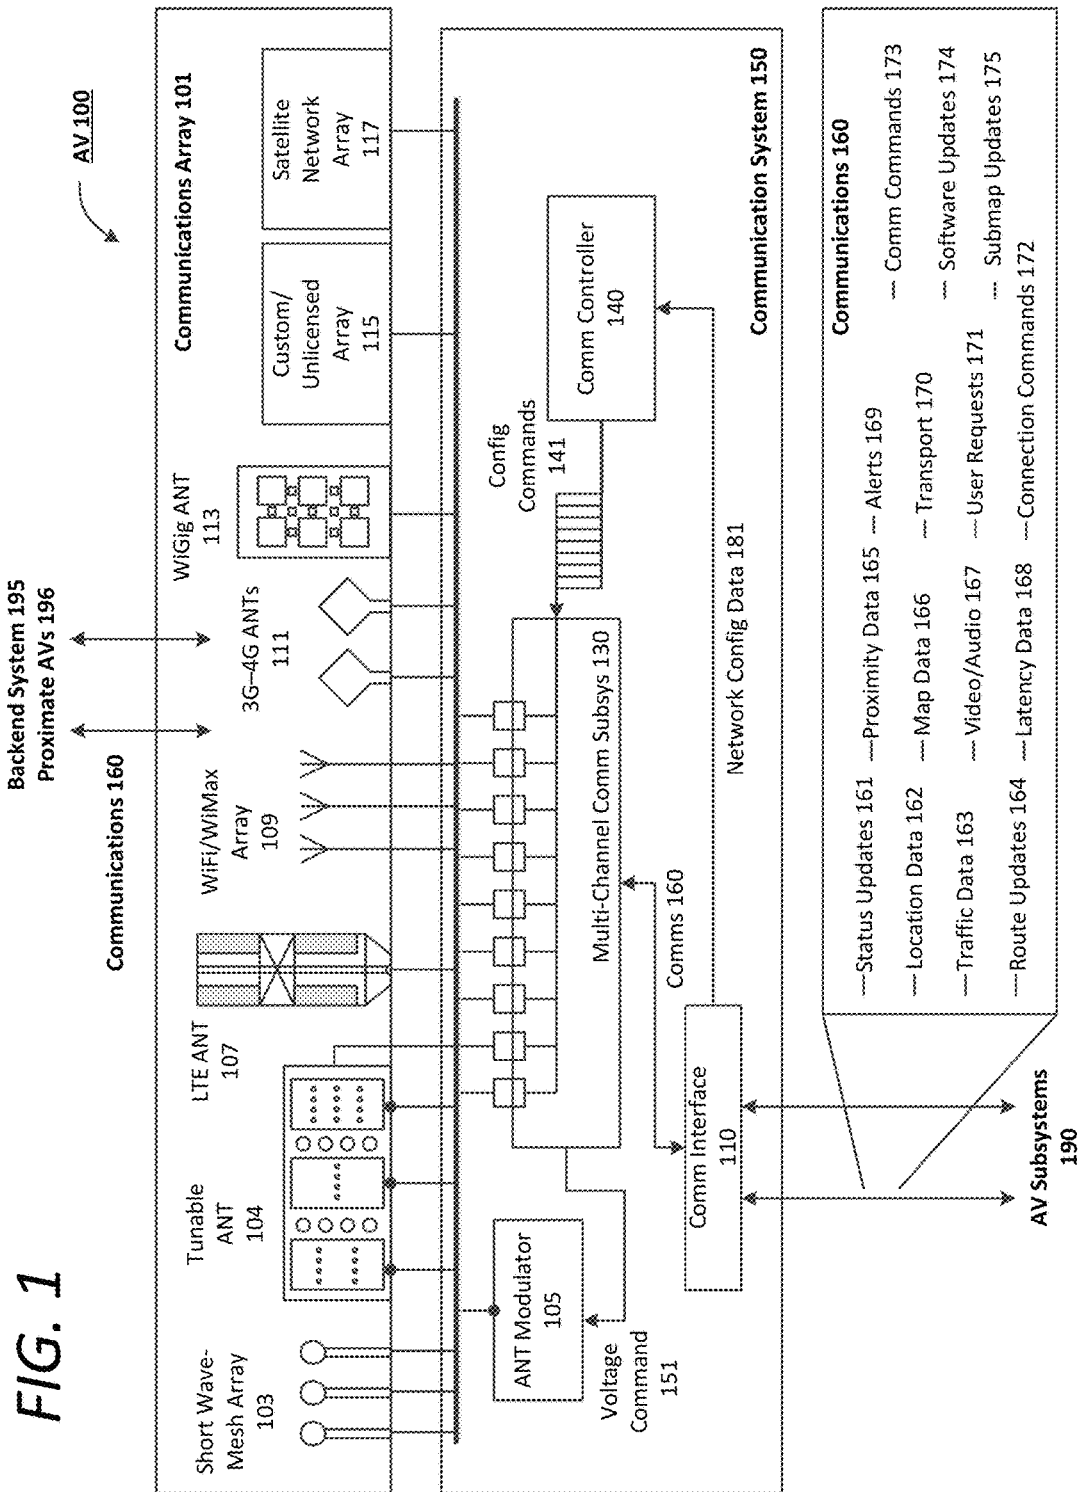 FIG. 1
Backend System 195
Proximate AVs 196
AV 100
Communications 160
Communications Array 101
Short Wave-
Mesh Array
103
Tunable
ANT
104
LTE ANT
107
WiFi/WiMax
Array
109
3G–4G ANTs
111
WiGig ANT
113
Custom/
Unlicensed
Array
115
Satellite
Network
Array
117
ANT Modulator
105
Voltage
Command
151
Multi-Channel Comm Subsys 130
Config
Commands
141
Comm Controller
140
Comms 160
Network Config Data 181
Comm Interface
110
Communication System 150
AV Subsystems
190
Communications 160
—Status Updates 161
—Location Data 162
—Traffic Data 163
—Route Updates 164
—Proximity Data 165
—Map Data 166
—Video/Audio 167
—Latency Data 168
—Alerts 169
—Transport 170
—User Requests 171
—Connection Commands 172
—Comm Commands 173
—Software Updates 174
—Submap Updates 175